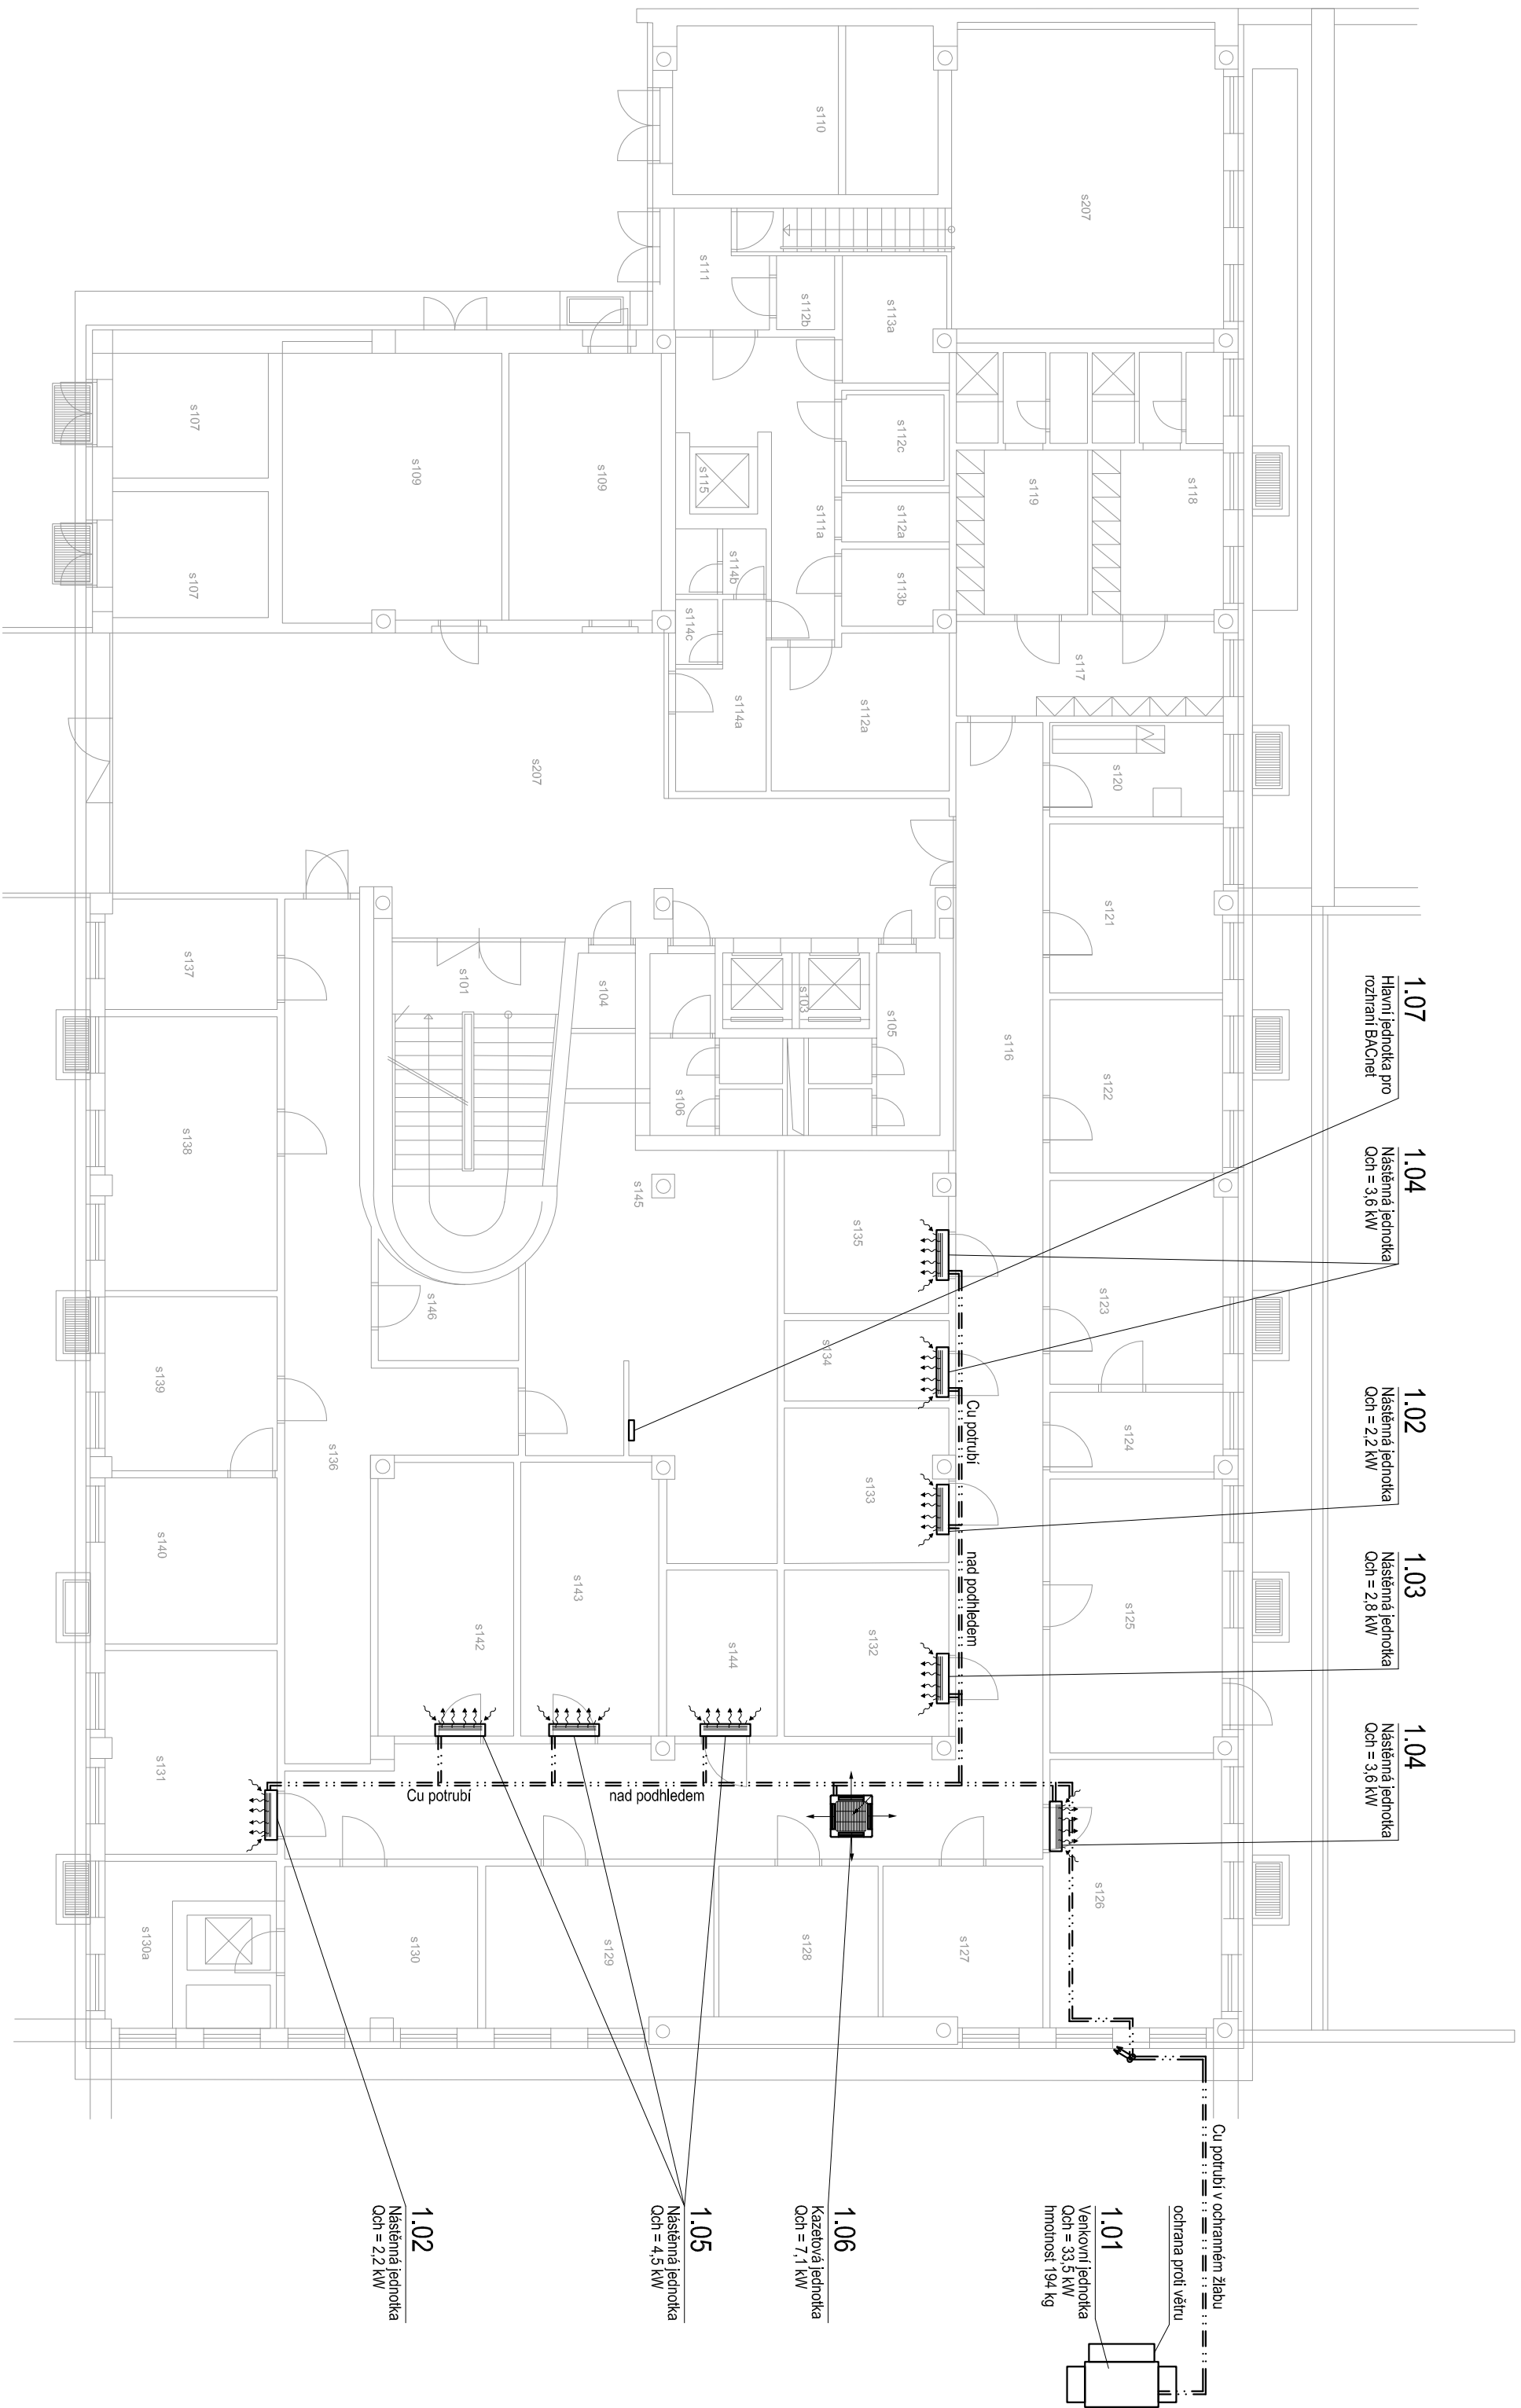 1.07
Hlavní jednotka pro
rozhraní BACnet
1.04
Nástěnná jednotka
Qch = 3,6 kW
1.02
Nástěnná jednotka
Qch = 2,2 kW
1.03
Nástěnná jednotka
Qch = 2,8 kW
1.04
Nástěnná jednotka
Qch = 3,6 kW
Cu potrubí v ochranném žlabu
ochrana proti větru
1.01
Venkovní jednotka
Qch = 33,5 kW
hmotnost 194 kg
1.06
Kazetová jednotka
Qch = 7,1 kW
1.05
Nástěnná jednotka
Qch = 4,5 kW
1.02
Nástěnná jednotka
Qch = 2,2 kW
Cu potrubí
nad podhledem
Cu potrubí
nad podhledem
s207
s118
s119
s117
s120
s121
s122
s123
s124
s125
s126
s116
s110
s111
s112b
s113a
s112c
s112a
s113b
s111a
s115
s114b
s114c
s114a
s112a
s207
s109
s109
s107
s107
s101
s104
s103
s105
s106
s145
s146
s135
s134
s133
s132
s144
s143
s142
s136
s137
s138
s139
s140
s131
s130a
s130
s129
s128
s127